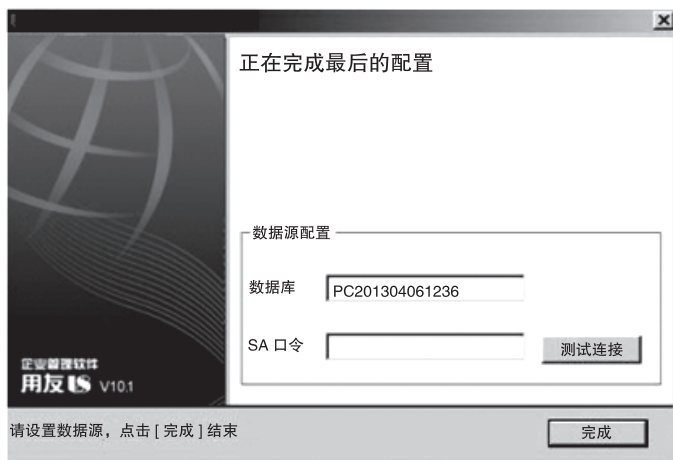 正在完成最后的配置
数据源配置
数据库 PC201304061236
SA 口令
测试连接
企业管理软件
用友U8 V10.1
请设置数据源，点击 [ 完成 ] 结束
完成